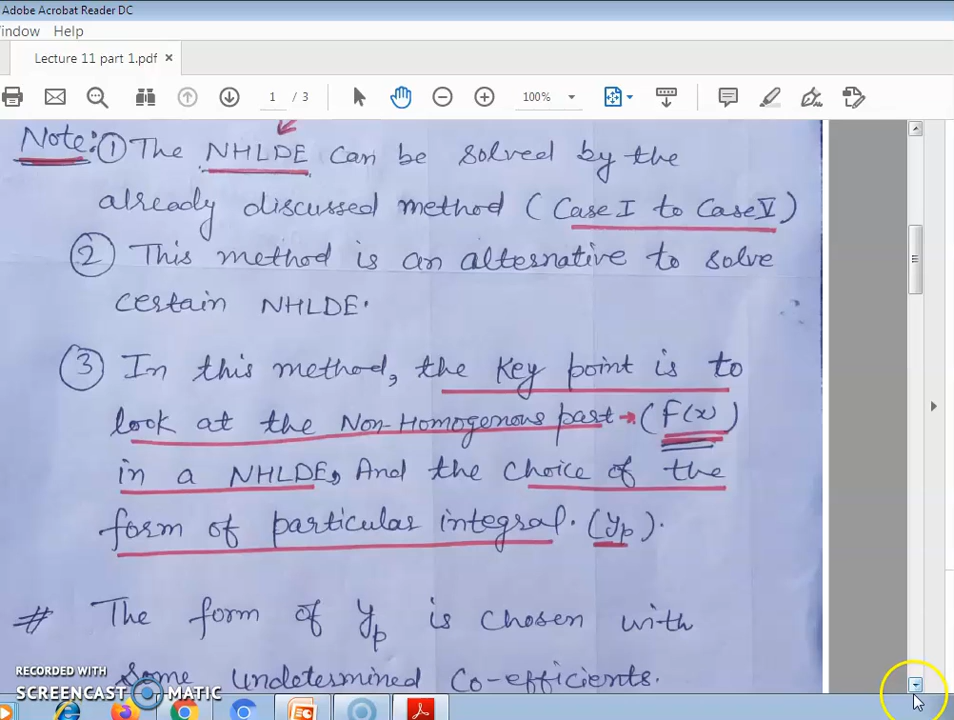 Adobe Acrobat Reader DC
indow Help
Lecture 11 part 1.pdf ×
1 / 3 100%
Note: ① The NHLDE can be solved by the
already discussed method (Case I to Case V)
② This method is an alternative to solve
certain NHLDE.
③ In this method, the key point is to
look at the Non-Homogenous part → (F(x))
in a NHLDE, And the choice of the
form of particular integral. (yp).
# The form of yp is chosen with
some undetermined Co-efficients.
RECORDED WITH
SCREENCAST MATIC